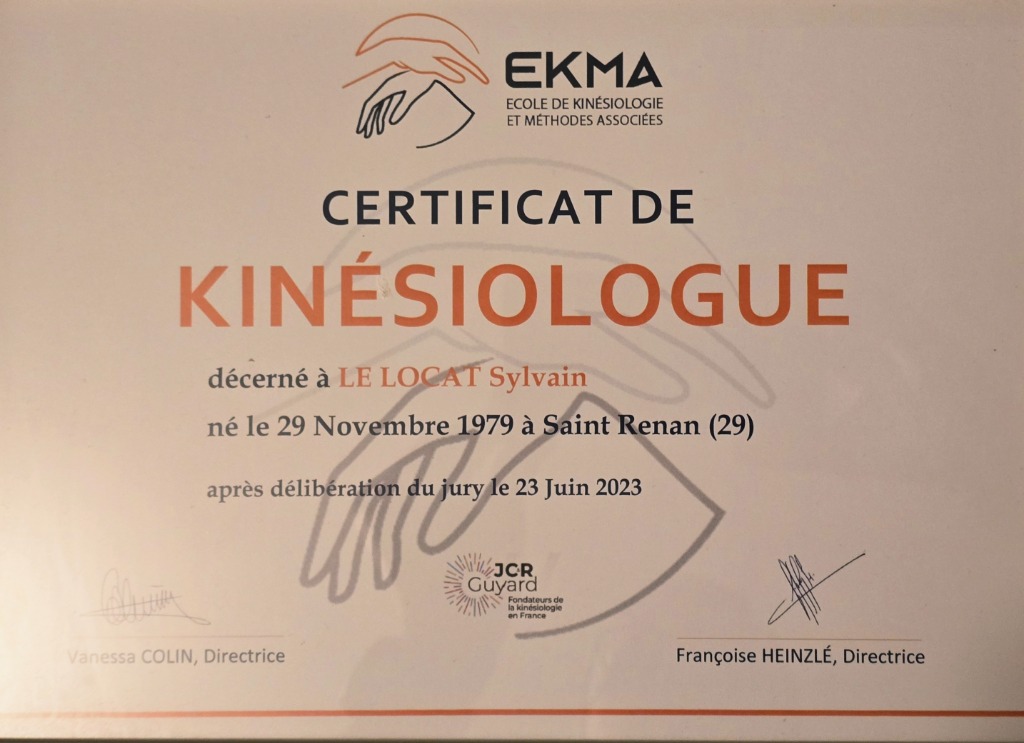 EKMA
ECOLE DE KINÉSIOLOGIE
ET MÉTHODES ASSOCIÉES
CERTIFICAT DE
KINÉSIOLOGUE
décerné à LE LOCAT Sylvain
né le 29 Novembre 1979 à Saint Renan (29)
après délibération du jury le 23 Juin 2023
JCR
Guyard
Fondateurs de
la kinésiologie
en France
Vanessa COLIN, Directrice
Françoise HEINZLÉ, Directrice